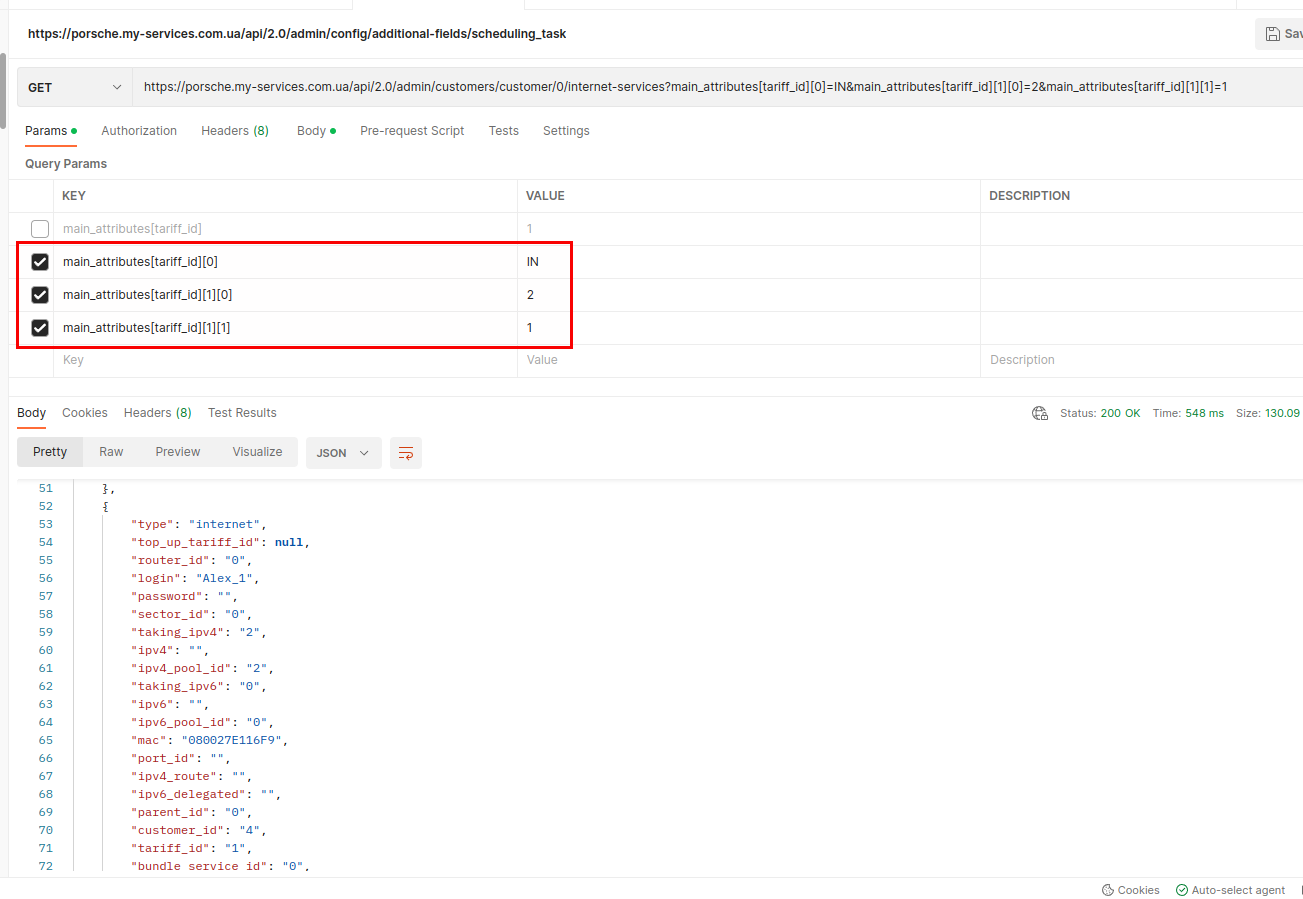 https://porsche.my-services.com.ua/api/2.0/admin/config/additional-fields/scheduling_task
GET https://porsche.my-services.com.ua/api/2.0/admin/customers/customer/0/internet-services?main_attributes[tariff_id][0]=IN&main_attributes[tariff_id][1][0]=2&main_attributes[tariff_id][1][1]=1
Params Authorization Headers (8) Body Pre-request Script Tests Settings
Query Params
KEY VALUE DESCRIPTION
main_attributes[tariff_id] 1
main_attributes[tariff_id][0] IN
main_attributes[tariff_id][1][0] 2
main_attributes[tariff_id][1][1] 1
Key Value Description
Body Cookies Headers (8) Test Results Status: 200 OK Time: 548 ms Size: 130.09
Pretty Raw Preview Visualize JSON
51 },
52 {
53 "type": "internet",
54 "top_up_tariff_id": null,
55 "router_id": "0",
56 "login": "Alex_1",
57 "password": "",
58 "sector_id": "0",
59 "taking_ipv4": "2",
60 "ipv4": "",
61 "ipv4_pool_id": "2",
62 "taking_ipv6": "0",
63 "ipv6": "",
64 "ipv6_pool_id": "0",
65 "mac": "080027E116F9",
66 "port_id": "",
67 "ipv4_route": "",
68 "ipv6_delegated": "",
69 "parent_id": "0",
70 "customer_id": "4",
71 "tariff_id": "1",
72 "bundle_service_id": "0",
Cookies Auto-select agent